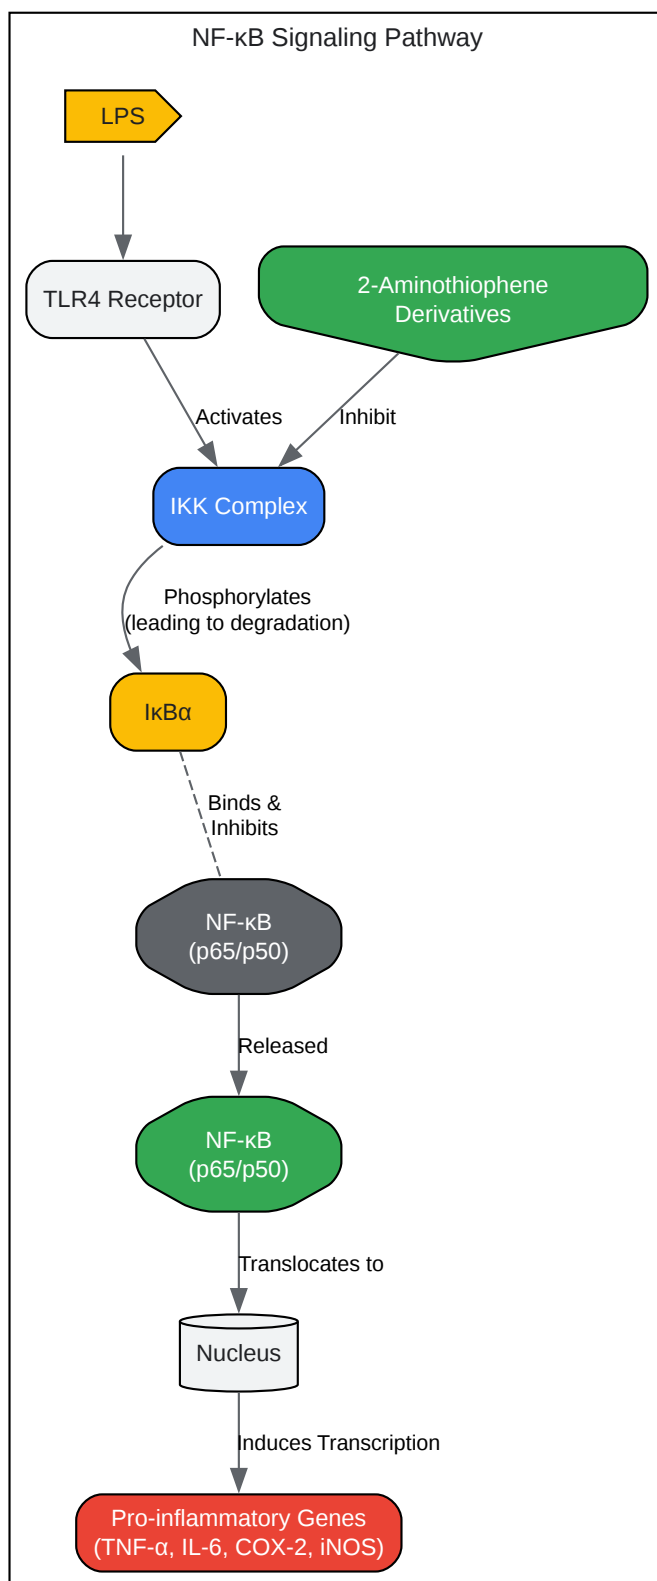 NF-κB Signaling Pathway
LPS
TLR4 Receptor
2-Aminothiophene
Derivatives
Activates
Inhibit
IKK Complex
Phosphorylates
(leading to degradation)
IκBα
Binds &
Inhibits
NF-κB
(p65/p50)
Released
NF-κB
(p65/p50)
Translocates to
Nucleus
Induces Transcription
Pro-inflammatory Genes
(TNF-α, IL-6, COX-2, iNOS)